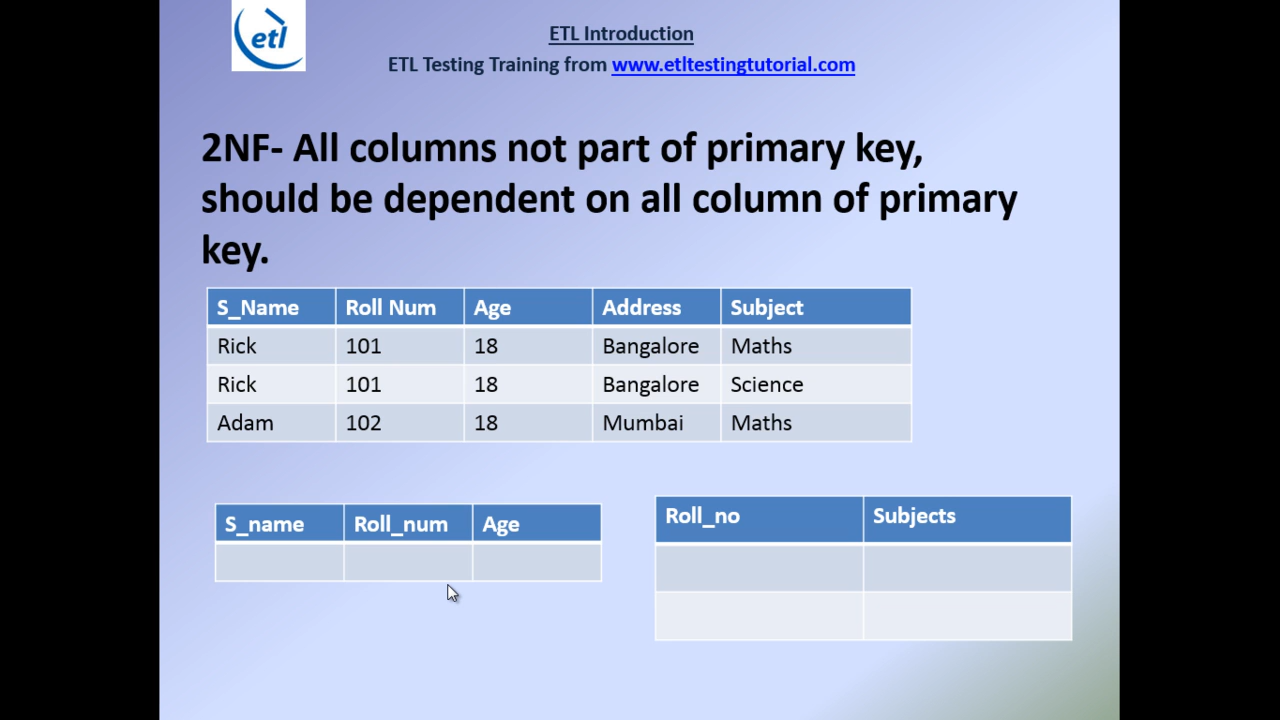 etl
ETL Introduction
ETL Testing Training from www.etltestingtutorial.com
2NF- All columns not part of primary key,
should be dependent on all column of primary
key.
S_Name Roll Num Age Address Subject
Rick 101 18 Bangalore Maths
Rick 101 18 Bangalore Science
Adam 102 18 Mumbai Maths
S_name Roll_num Age
Roll_no Subjects